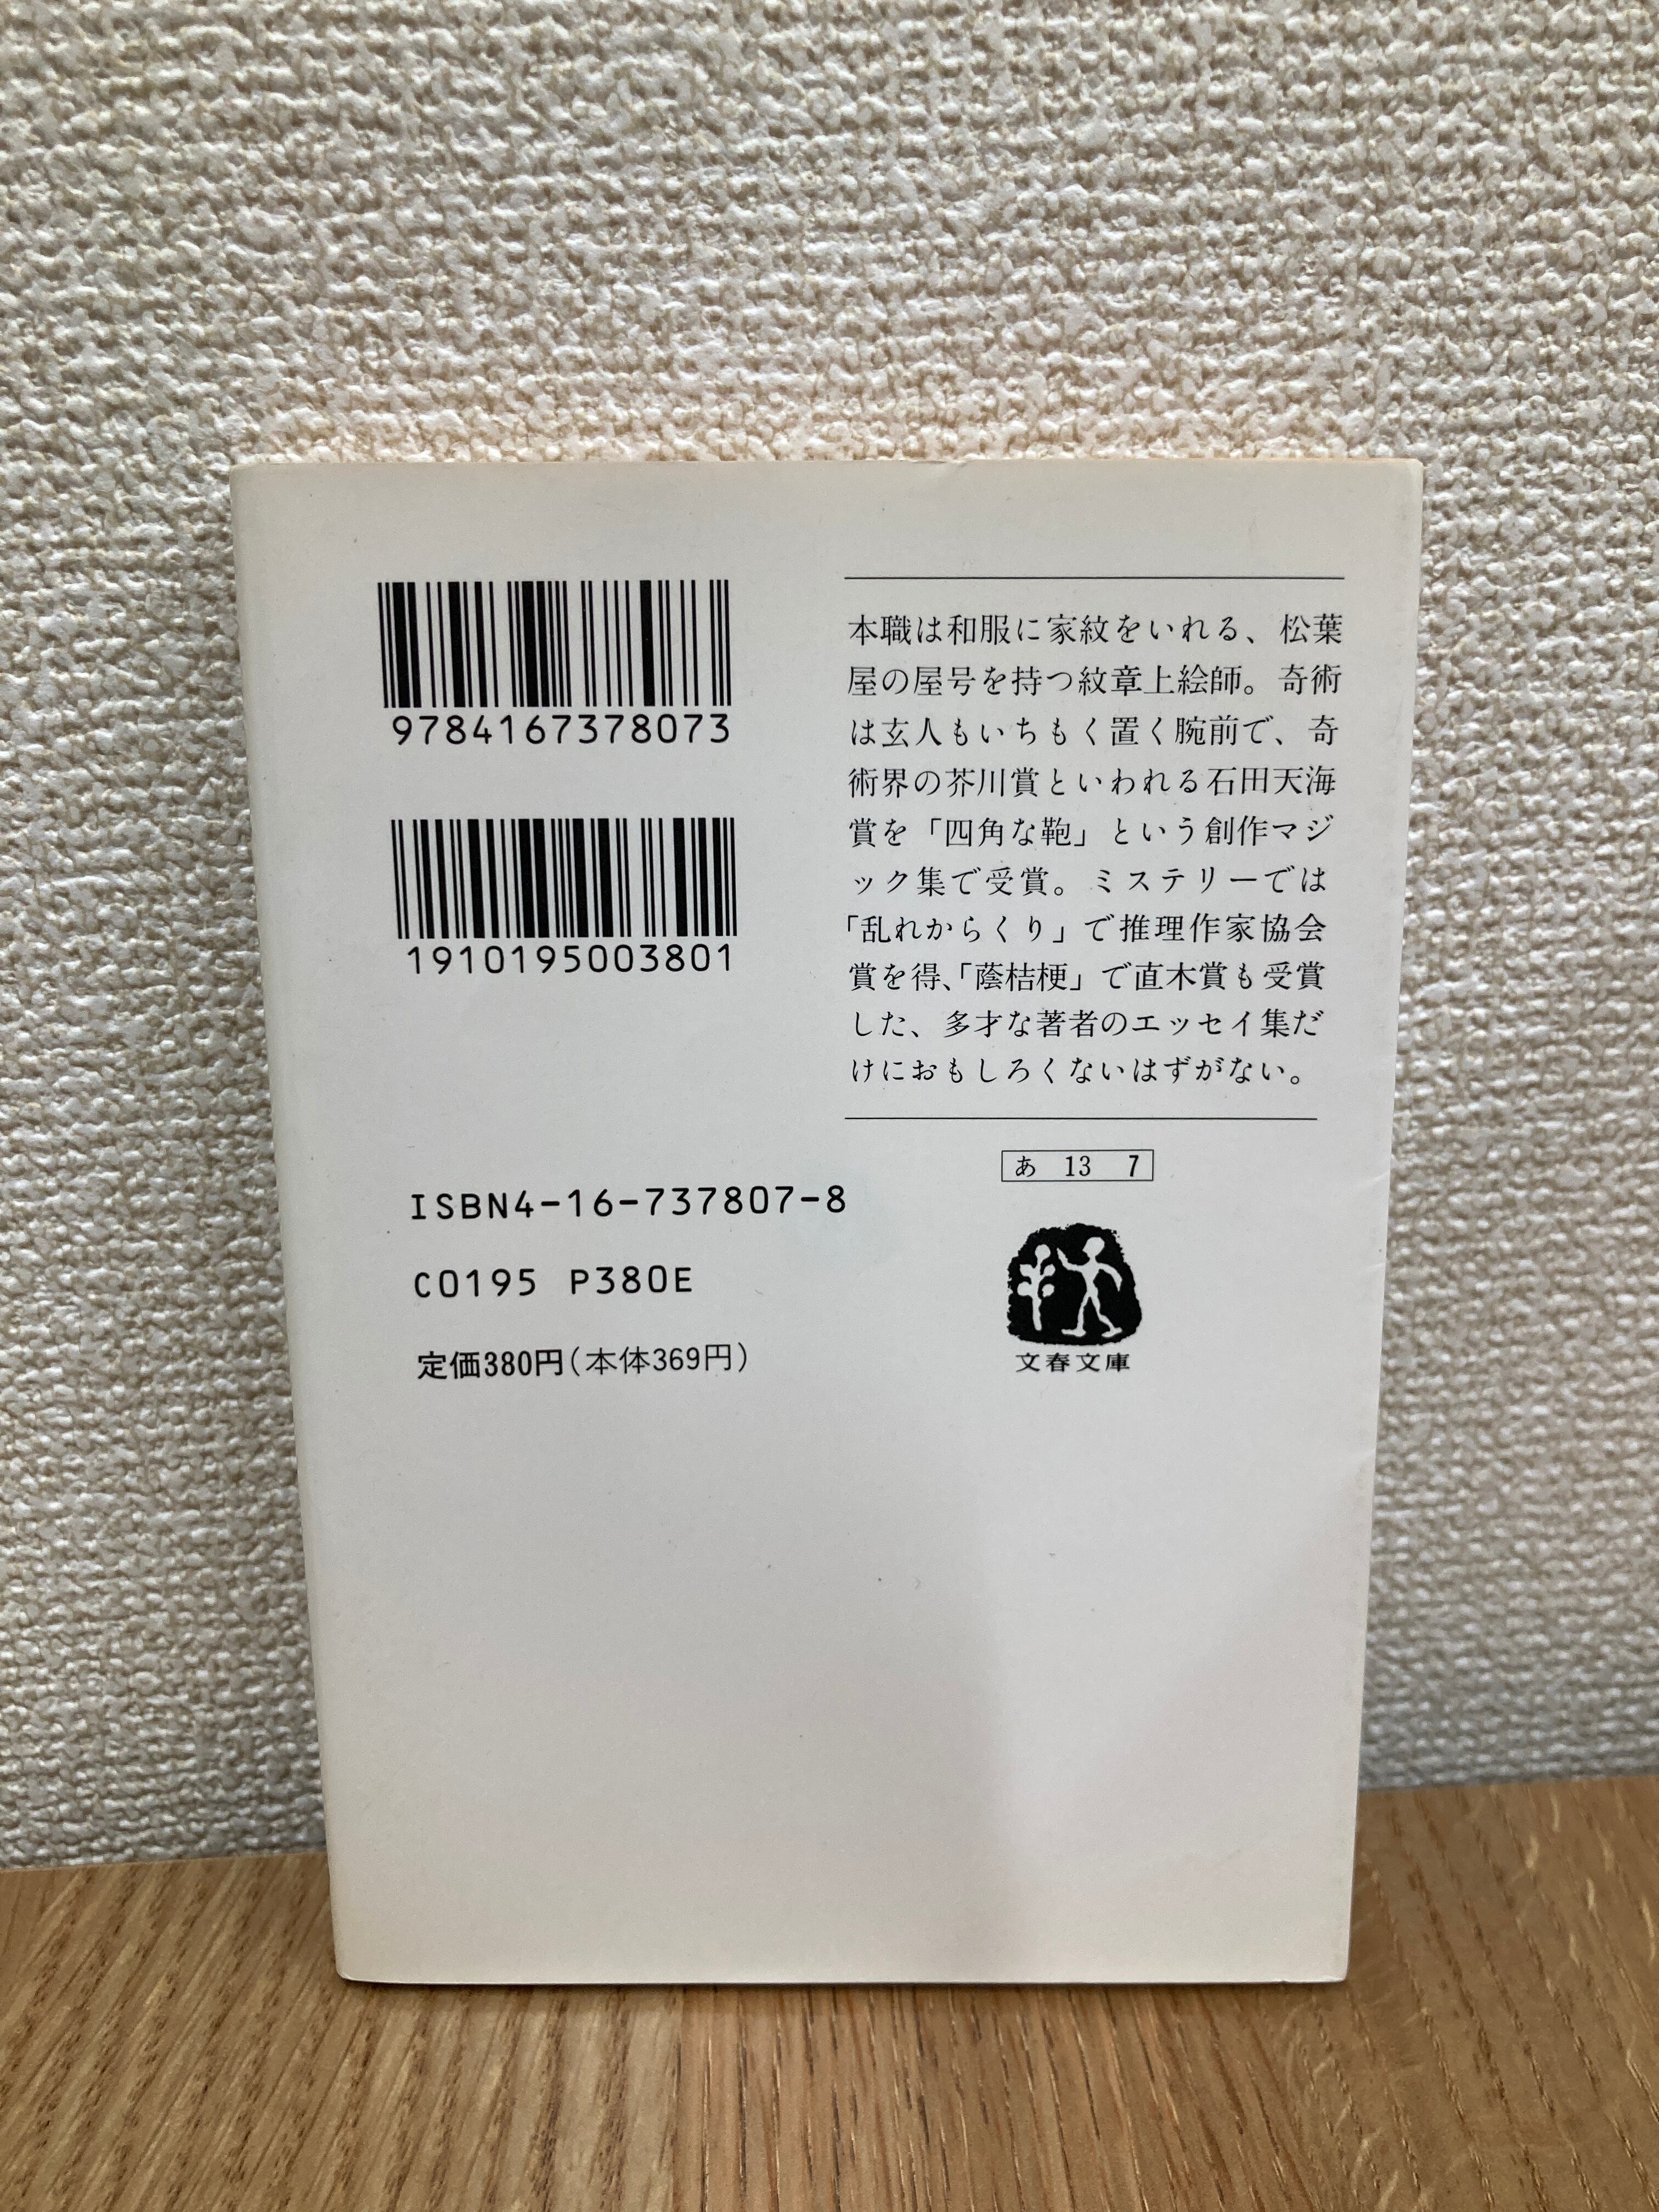 9784167378073
1910195003801
本職は和服に家紋をいれる、松葉
屋の屋号を持つ紋章上絵師。奇術
は玄人もいちもく置く腕前で、奇
術界の芥川賞といわれる石田天海
賞を「四角な鞄」という創作マジ
ック集で受賞。ミステリーでは
「乱れからくり」で推理作家協会
賞を得、「蔭桔梗」で直木賞も受賞
した、多才な著者のエッセイ集だ
けにおもしろくないはずがない。
あ 13 7
文春文庫
ISBN4-16-737807-8
C0195 P380E
定価380円(本体369円)